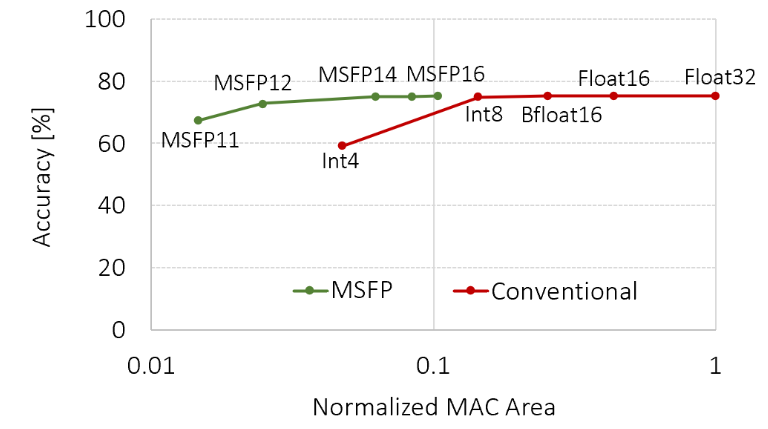 100
80
60
40
20
0
Accuracy [%]
MSFP11
MSFP12
MSFP14
MSFP16
Int4
Int8
Bfloat16
Float16
Float32
MSFP
Conventional
0.01
0.1
1
Normalized MAC Area